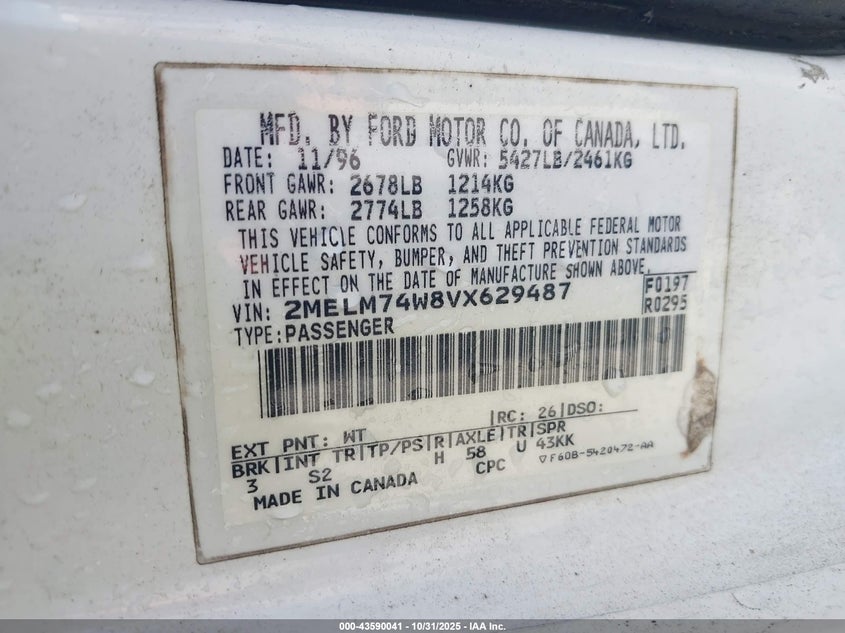 MFD. BY FORD MOTOR CO. OF CANADA, LTD.
DATE: 11/96 GVWR: 5427LB/2461KG
FRONT GAWR: 2678LB 1214KG
REAR GAWR: 2774LB 1258KG
THIS VEHICLE CONFORMS TO ALL APPLICABLE FEDERAL MOTOR
VEHICLE SAFETY, BUMPER, AND THEFT PREVENTION STANDARDS
IN EFFECT ON THE DATE OF MANUFACTURE SHOWN ABOVE.
VIN: 2MELM74W8VX629487 F0197
TYPE: PASSENGER R0295
EXT PNT: WT |RC: 26|DSO:
BRK|INT TR|TP/PS|R|AXLE|TR|SPR
3 S2 H 58 U 43KK
MADE IN CANADA CPC ▽F60B-5420472-AA
000-43590041 - 10/31/2025 - IAA Inc.